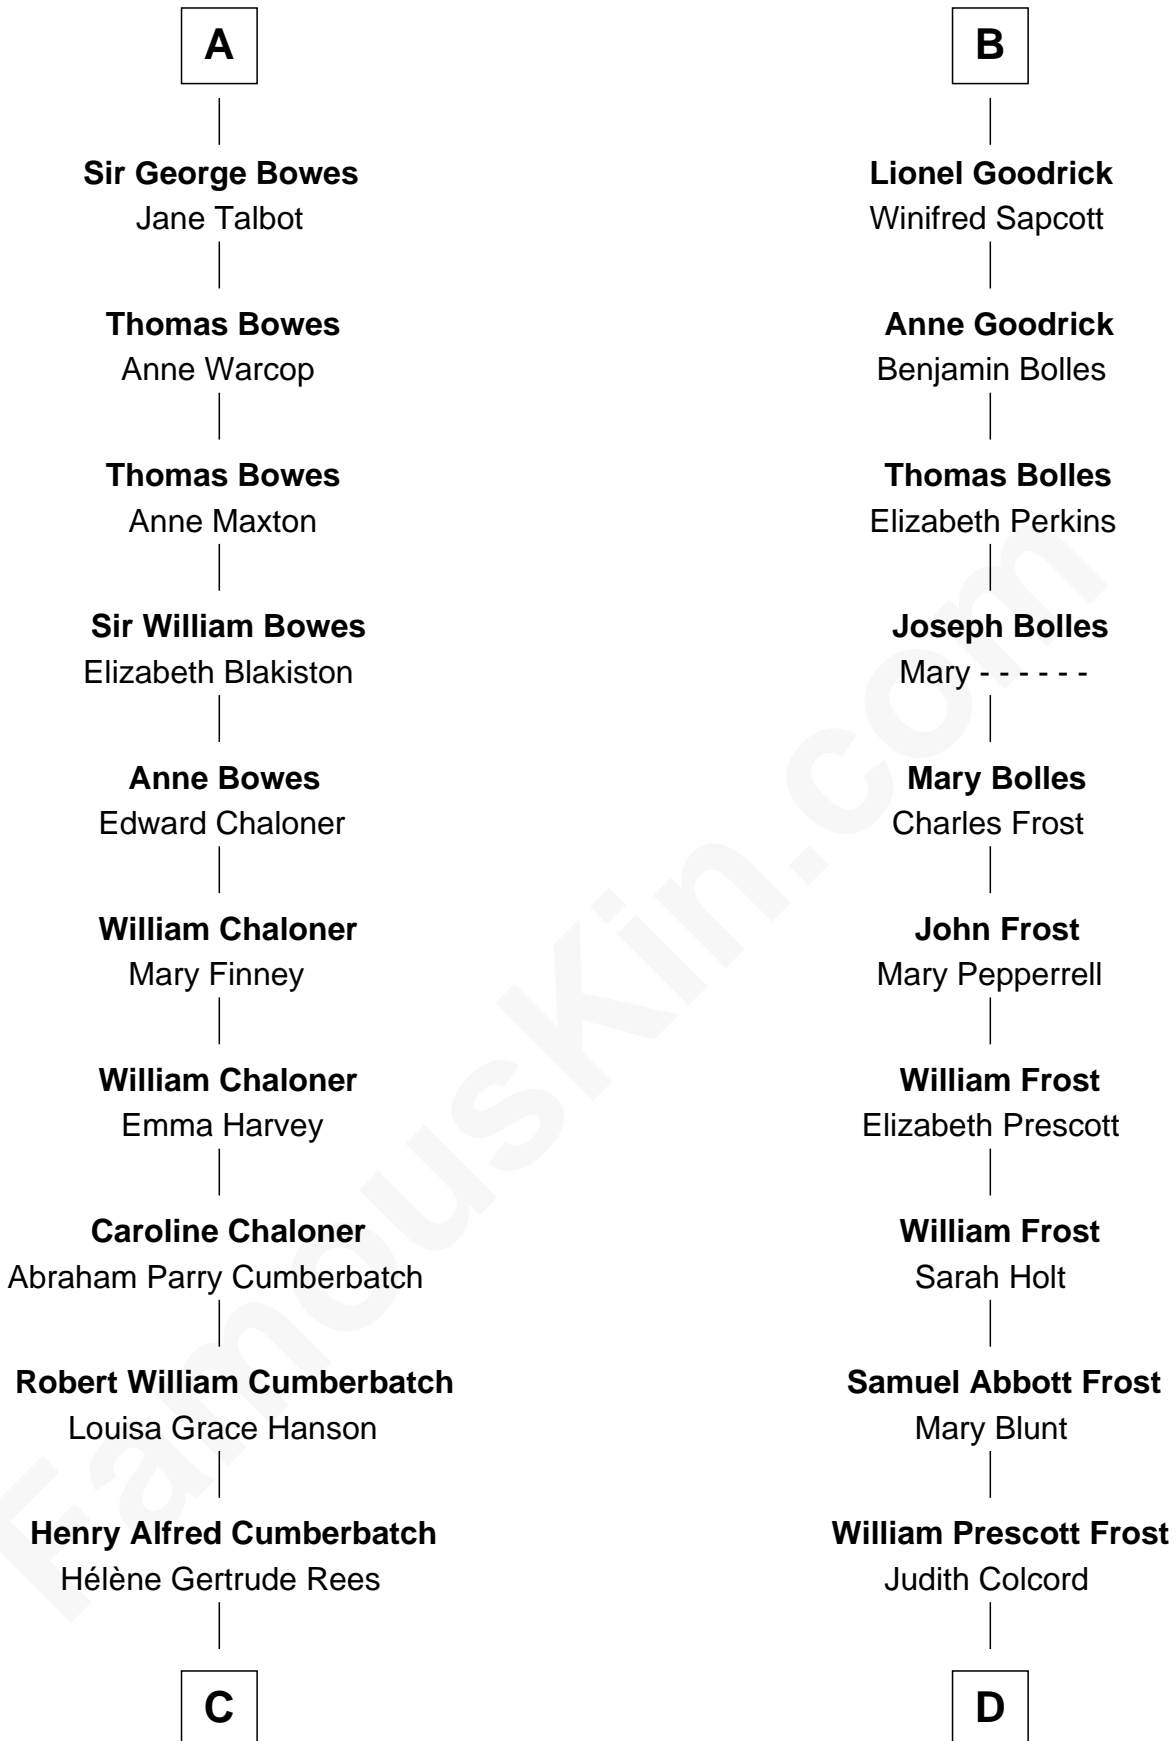 A
Sir George Bowes
Jane Talbot
Thomas Bowes
Anne Warcop
Thomas Bowes
Anne Maxton
Sir William Bowes
Elizabeth Blakiston
Anne Bowes
Edward Chaloner
William Chaloner
Mary Finney
William Chaloner
Emma Harvey
Caroline Chaloner
Abraham Parry Cumberbatch
Robert William Cumberbatch
Louisa Grace Hanson
Henry Alfred Cumberbatch
Hélène Gertrude Rees
C
B
Lionel Goodrick
Winifred Sapcott
Anne Goodrick
Benjamin Bolles
Thomas Bolles
Elizabeth Perkins
Joseph Bolles
Mary - - - - - -
Mary Bolles
Charles Frost
John Frost
Mary Pepperrell
William Frost
Elizabeth Prescott
William Frost
Sarah Holt
Samuel Abbott Frost
Mary Blunt
William Prescott Frost
Judith Colcord
D
FamousKin.com